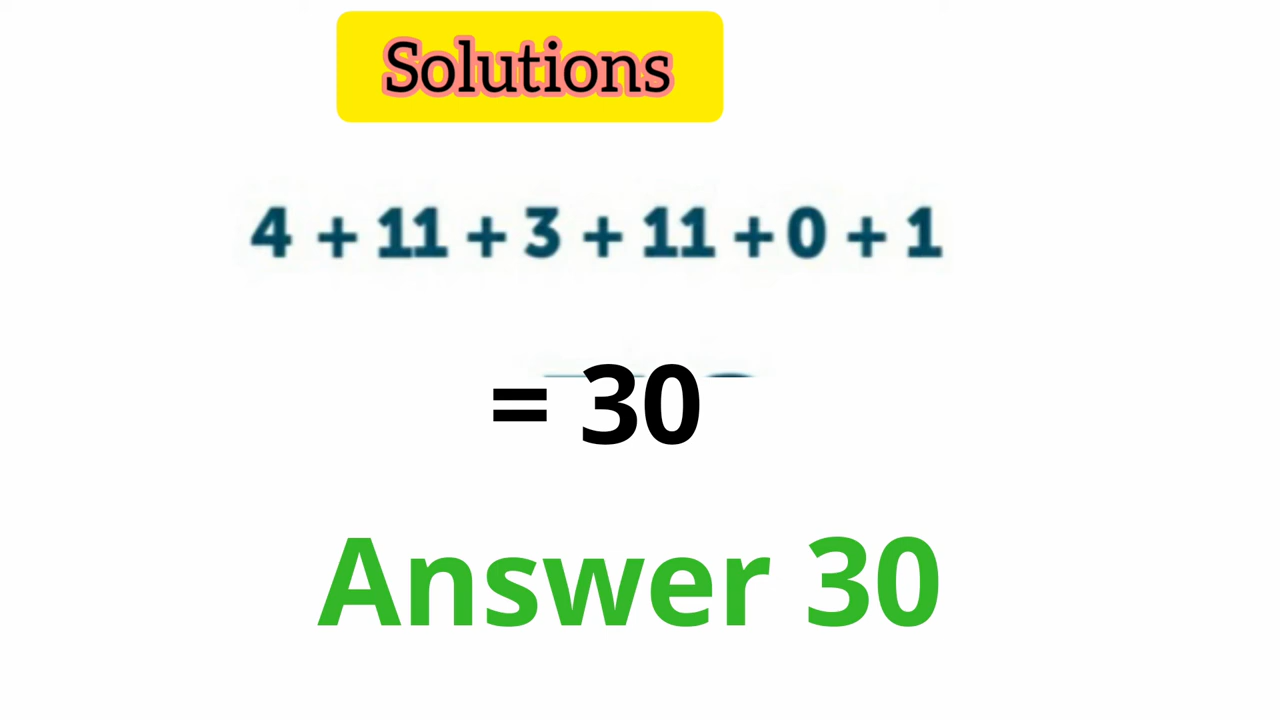 Solutions
4 + 11 + 3 + 11 + 0 + 1
= 30
Answer 30